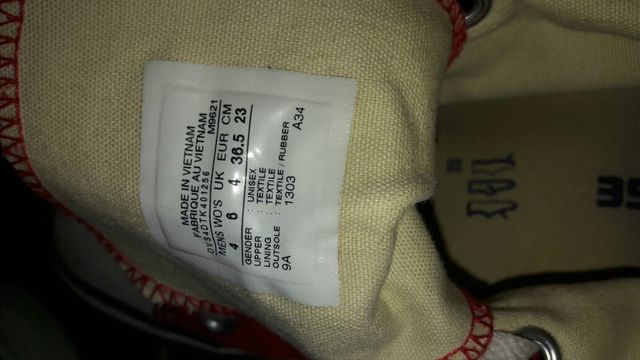 MADE IN VIETNAM
FABRIQUE AU VIETNAM
DVS4DTK401256 M9621
MENS WO'S UK EUR CM
4 6 4 36.5 23
GENDER : UNISEX
UPPER : TEXTILE
LINING : TEXTILE
OUTSOLE : TEXTILE / RUBBER
9A 1303 A34